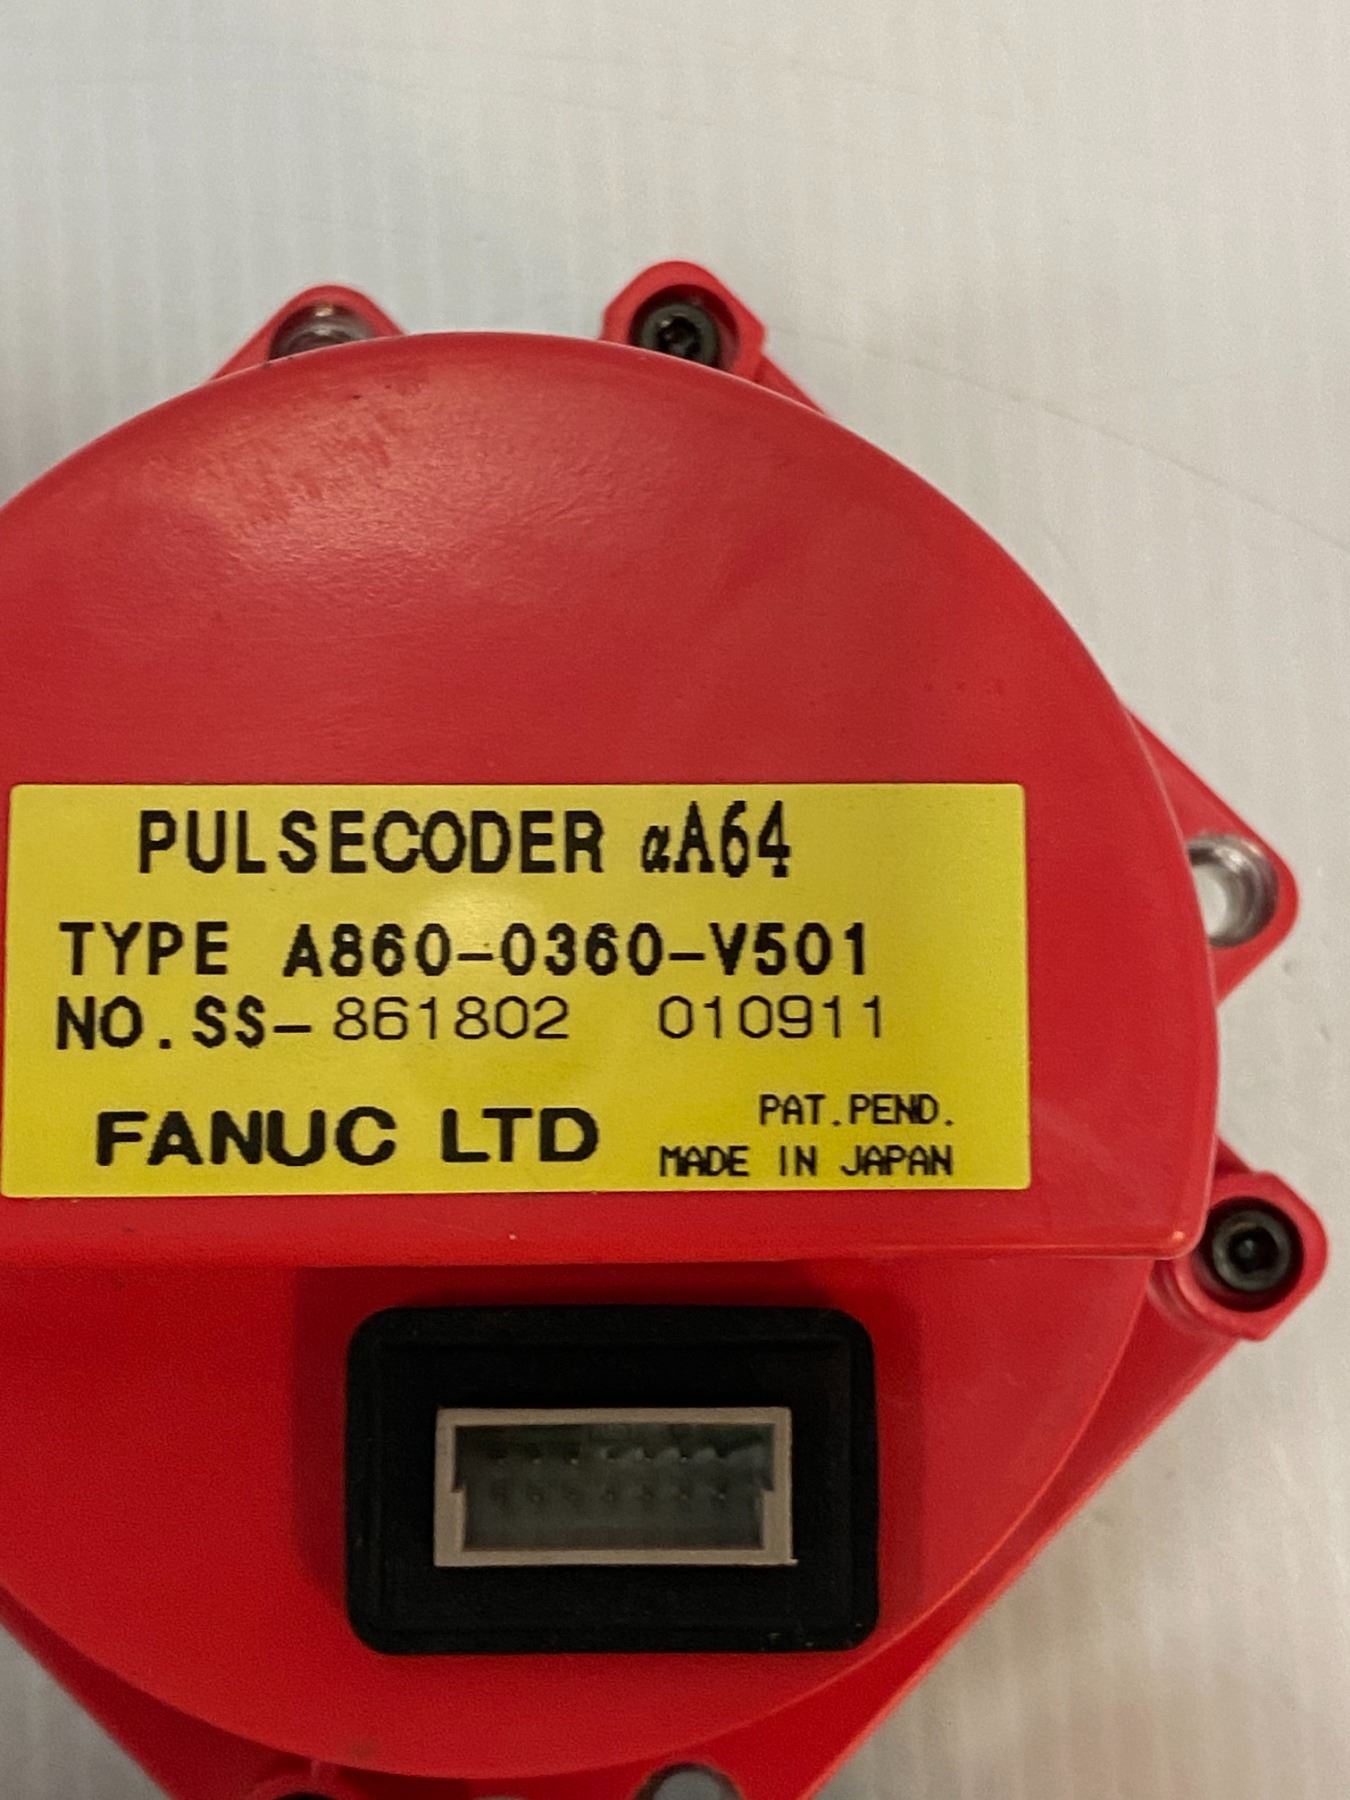 PULSECODER αA64
TYPE A860-0360-V501
NO.SS-861802 010911
FANUC LTD
PAT.PEND.
MADE IN JAPAN